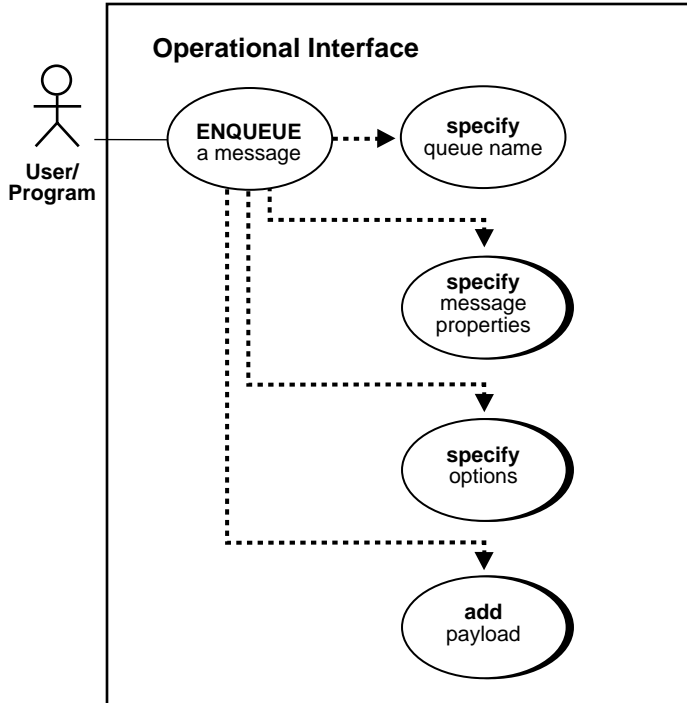 Operational Interface
User/
Program
ENQUEUE
a message
specify
queue name
specify
message
properties
specify
options
add
payload